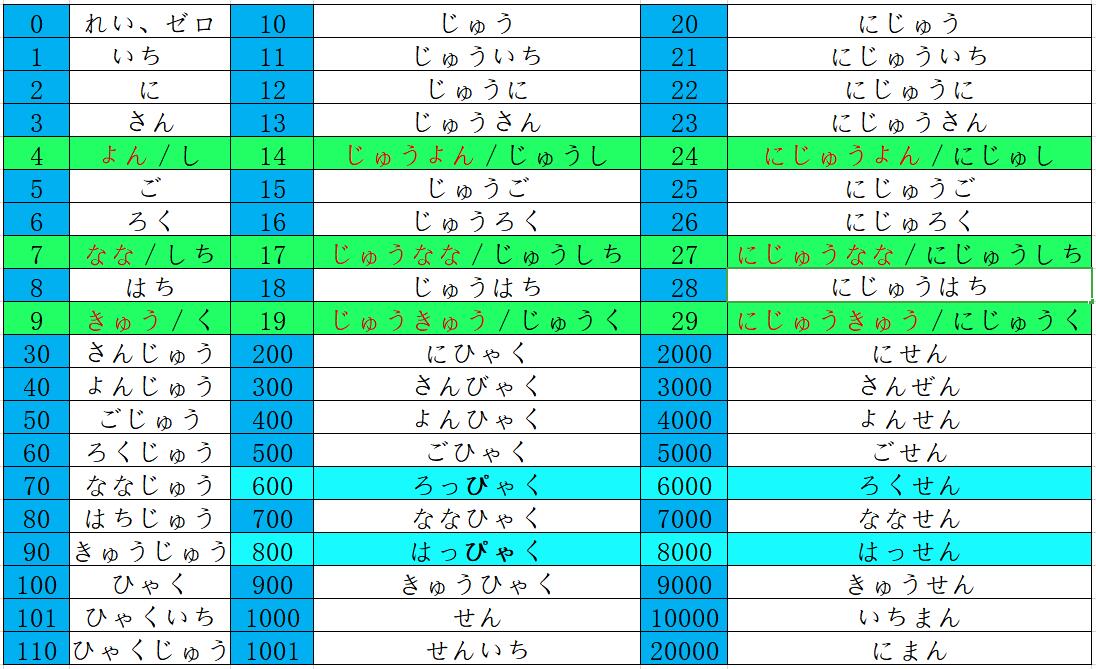 0 れい、ゼロ 10 じゅう 20 にじゅう
1 いち 11 じゅういち 21 にじゅういち
2 に 12 じゅうに 22 にじゅうに
3 さん 13 じゅうさん 23 にじゅうさん
4 よん/し 14 じゅうよん/じゅうし 24 にじゅうよん/にじゅし
5 ご 15 じゅうご 25 にじゅうご
6 ろく 16 じゅうろく 26 にじゅろく
7 なな/しち 17 じゅうなな/じゅうしち 27 にじゅうなな/にじゅうしち
8 はち 18 じゅうはち 28 にじゅうはち
9 きゅう/く 19 じゅうきゅう/じゅうく 29 にじゅうきゅう/にじゅうく
30 さんじゅう 200 にひゃく 2000 にせん
40 よんじゅう 300 さんびゃく 3000 さんぜん
50 ごじゅう 400 よんひゃく 4000 よんせん
60 ろくじゅう 500 ごひゃく 5000 ごせん
70 ななじゅう 600 ろっぴゃく 6000 ろくせん
80 はちじゅう 700 ななひゃく 7000 ななせん
90 きゅうじゅう 800 はっぴゃく 8000 はっせん
100 ひゃく 900 きゅうひゃく 9000 きゅうせん
101 ひゃくいち 1000 せん 10000 いちまん
110 ひゃくじゅう 1001 せんいち 20000 にまん